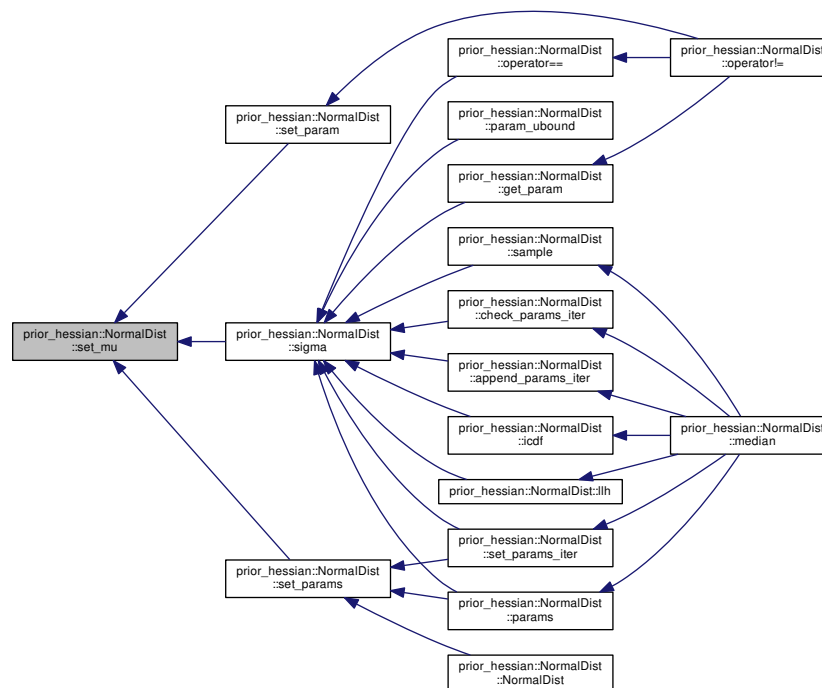 prior_hessian::NormalDist
::set_mu
prior_hessian::NormalDist
::set_param
prior_hessian::NormalDist
::sigma
prior_hessian::NormalDist
::set_params
prior_hessian::NormalDist
::operator==
prior_hessian::NormalDist
::param_ubound
prior_hessian::NormalDist
::get_param
prior_hessian::NormalDist
::sample
prior_hessian::NormalDist
::check_params_iter
prior_hessian::NormalDist
::append_params_iter
prior_hessian::NormalDist
::icdf
prior_hessian::NormalDist::llh
prior_hessian::NormalDist
::set_params_iter
prior_hessian::NormalDist
::params
prior_hessian::NormalDist
::NormalDist
prior_hessian::NormalDist
::operator!=
prior_hessian::NormalDist
::median